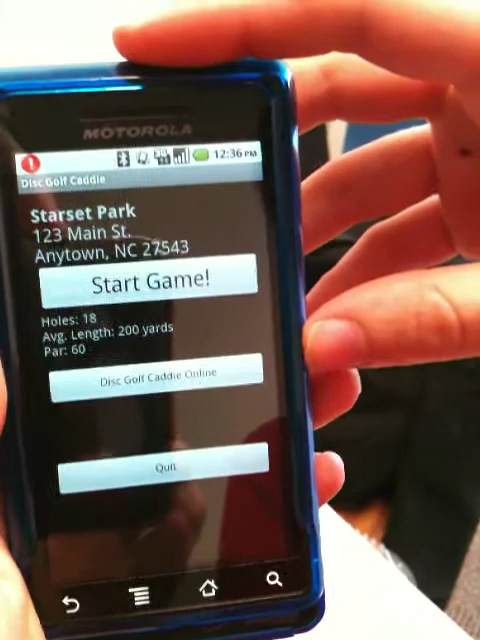 MOTOROLA
12:36 PM
Disc Golf Caddie
Starset Park
123 Main St.
Anytown, NC 27543
Start Game!
Holes: 18
Avg. Length: 200 yards
Par: 60
Disc Golf Caddie Online
Quit